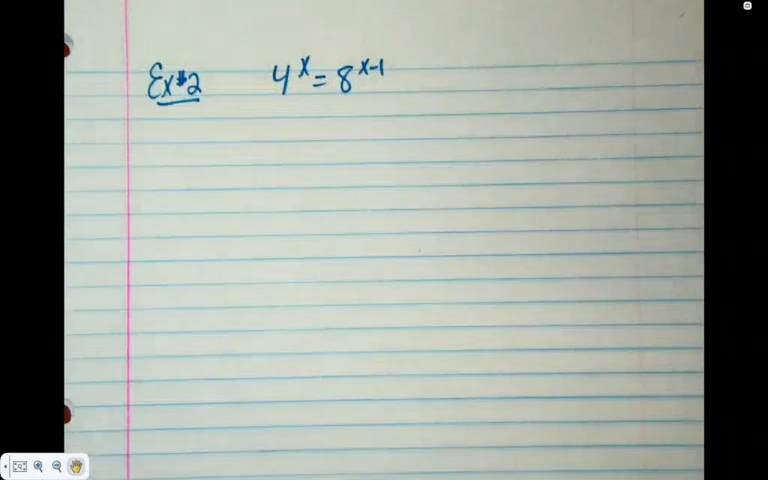 Ex#2 4^x = 8^{x-1}